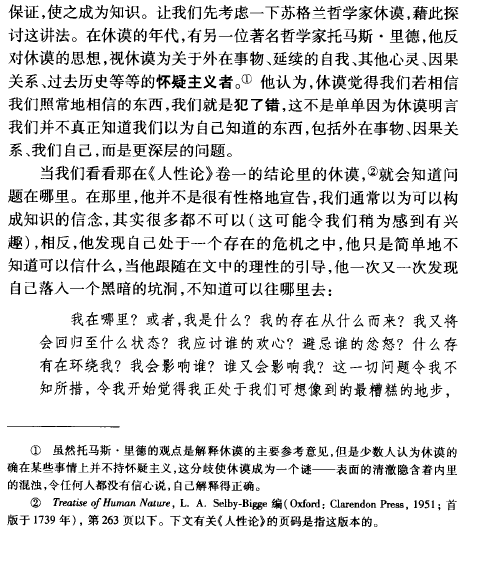 保证,使之成为知识。让我们先考虑一下苏格兰哲学家休谟,藉此探
讨这讲法。在休谟的年代,有另一位著名哲学家托马斯·里德,他反
对休谟的思想,视休谟为关于外在事物、延续的自我、其他心灵、因果
关系、过去历史等等的怀疑主义者。① 他认为,休谟觉得我们若相信
我们照常地相信的东西,我们就是犯了错,这不是单单因为休谟明言
我们并不真正知道我们以为自己知道的东西,包括外在事物、因果关
系、我们自己,而是更深层的问题。
当我们看看那在《人性论》卷一的结论里的休谟,②就会知道问
题在哪里。在那里,他并不是很有性格地宣告,我们通常以为可以构
成知识的信念,其实很多都不可以(这可能令我们稍为感到有兴
趣),相反,他发现自己处于一个存在的危机之中,他只是简单地不
知道可以信什么,当他跟随在文中的理性的引导,他一次又一次发现
自己落入一个黑暗的坑洞,不知道可以往哪里去:
我在哪里?或者,我是什么?我的存在从什么而来?我又将
会回归至什么状态?我应讨谁的欢心?避忌谁的忿怒?什么存
有在环绕我?我会影响谁?谁又会影响我?这一切问题令我不
知所措,令我开始觉得我正处于我们可想像到的最糟糕的地步,
① 虽然托马斯·里德的观点是解释休谟的主要参考意见,但是少数人认为休谟的
确在某些事情上并不持怀疑主义,这分歧使休谟成为一个谜——表面的清澈隐含着内里
的混浊,令任何人都没有信心说,自己解释得正确。
② Treatise of Human Nature, L. A. Selby-Bigge 编(Oxford: Clarendon Press, 1951; 首
版于1739年),第263页以下。下文有关《人性论》的页码是指这版本的。